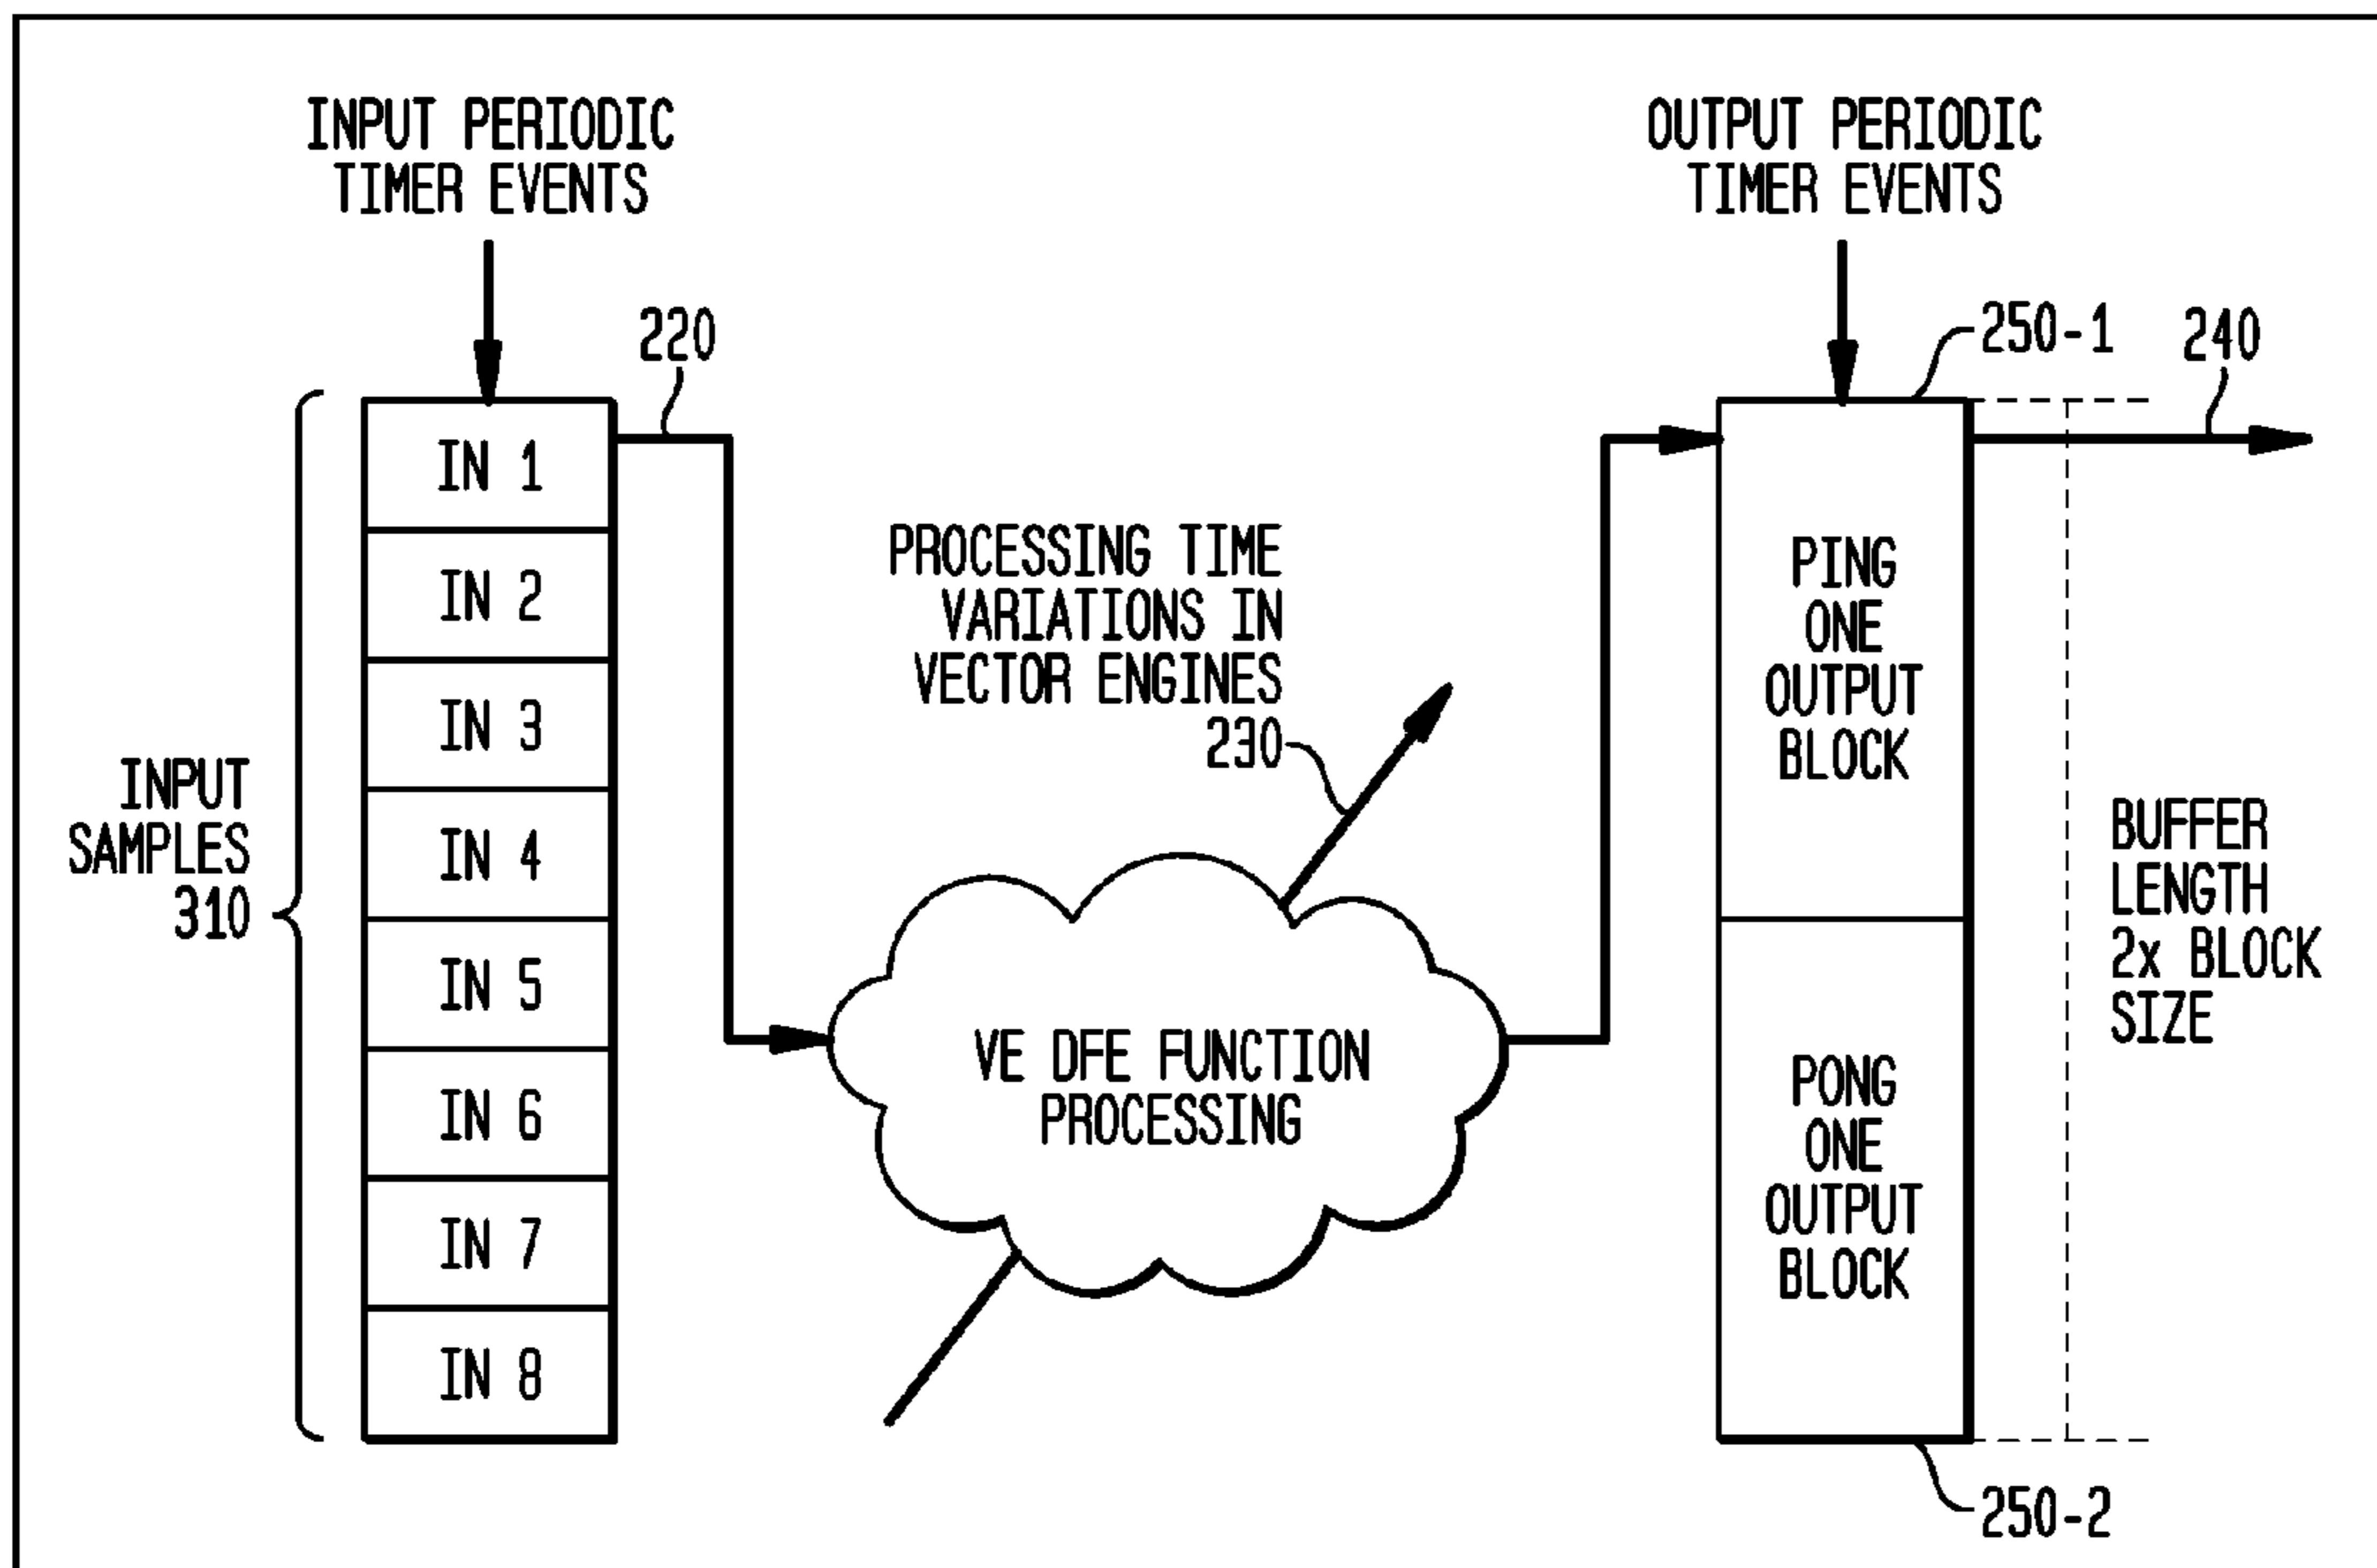 INPUT PERIODIC
TIMER EVENTS
OUTPUT PERIODIC
TIMER EVENTS
220
250-1
240
IN 1
IN 2
IN 3
IN 4
IN 5
IN 6
IN 7
IN 8
INPUT
SAMPLES
310
PROCESSING TIME
VARIATIONS IN
VECTOR ENGINES
230
VE DFE FUNCTION
PROCESSING
PING
ONE
OUTPUT
BLOCK
PONG
ONE
OUTPUT
BLOCK
BUFFER
LENGTH
2x BLOCK
SIZE
250-2